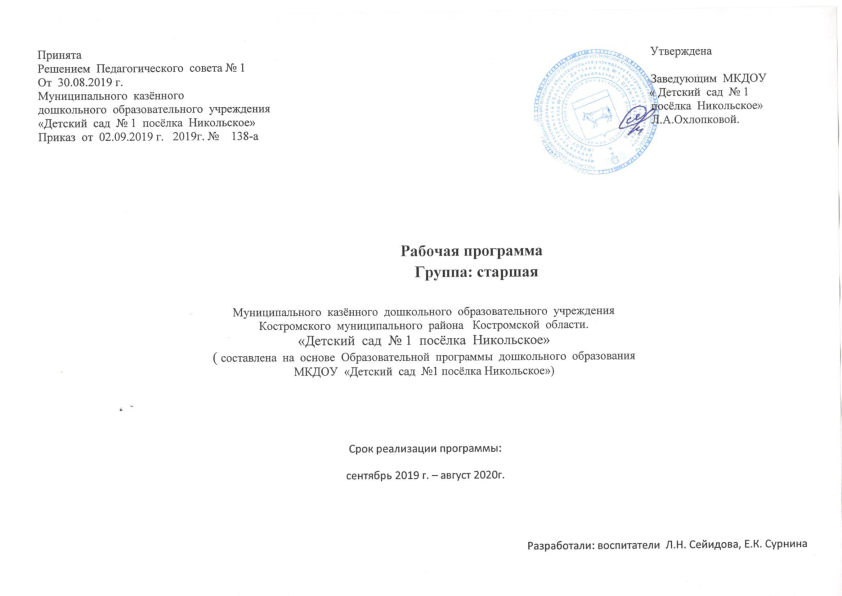 Принята
Решением Педагогического совета № 1
От 30.08.2019 г.
Муниципального казённого
дошкольного образовательного учреждения
«Детский сад № 1 посёлка Никольское»
Приказ от 02.09.2019 г. 2019г. № 138-а
Утверждена
Заведующим МКДОУ
« Детский сад № 1
посёлка Никольское»
Л.А.Охлопковой.
Рабочая программа
Группа: старшая
Муниципального казённого дошкольного образовательного учреждения
Костромского муниципального района Костромской области.
«Детский сад № 1 посёлка Никольское»
( составлена на основе Образовательной программы дошкольного образования
МКДОУ «Детский сад №1 посёлка Никольское»)
Срок реализации программы:
сентябрь 2019 г. – август 2020г.
Разработали: воспитатели Л.Н. Сейидова, Е.К. Сурнина